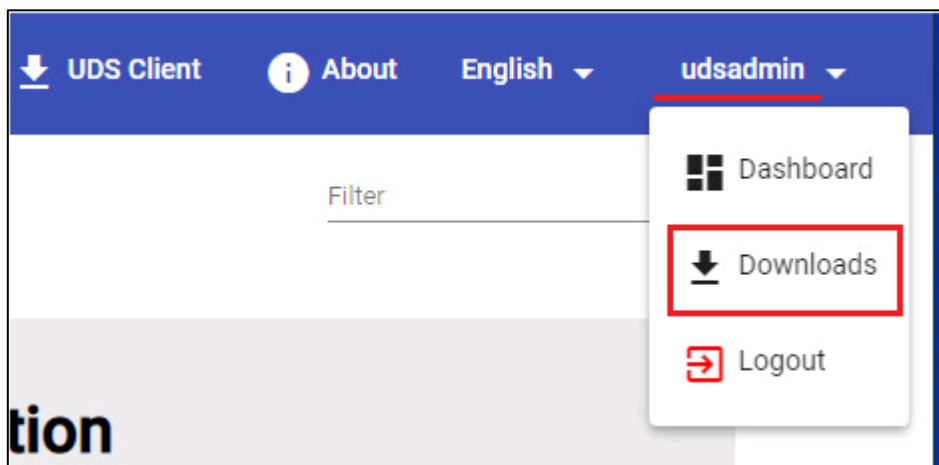 UDS Client About English udsadmin
Dashboard
Filter
Downloads
Logout
tion